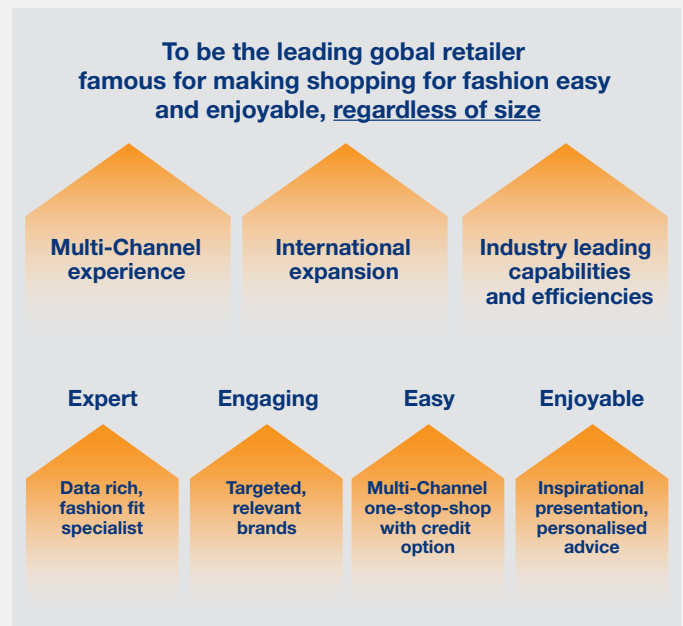 To be the leading gobal retailer
famous for making shopping for fashion easy
and enjoyable, regardless of size
Multi-Channel
experience
International
expansion
Industry leading
capabilities
and efficiencies
Expert
Engaging
Easy
Enjoyable
Data rich,
fashion fit
specialist
Targeted,
relevant
brands
Multi-Channel
one-stop-shop
with credit
option
Inspirational
presentation,
personalised
advice